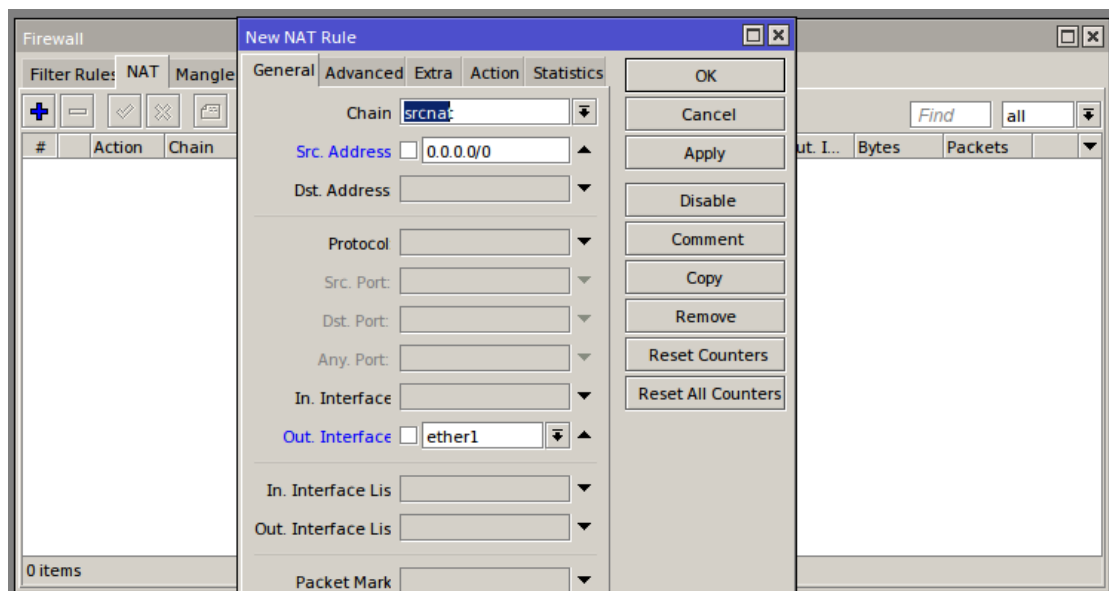 Firewall
New NAT Rule
Filter Rules NAT Mangle
General Advanced Extra Action Statistics
OK
Chain srcnat
Cancel
Find all
# Action Chain
Src. Address 0.0.0.0/0
Apply
ut. I... Bytes Packets
Dst. Address
Disable
Protocol
Comment
Src. Port:
Copy
Dst. Port:
Remove
Any. Port:
Reset Counters
In. Interface
Reset All Counters
Out. Interface ether1
In. Interface Lis
Out. Interface Lis
0 items
Packet Mark